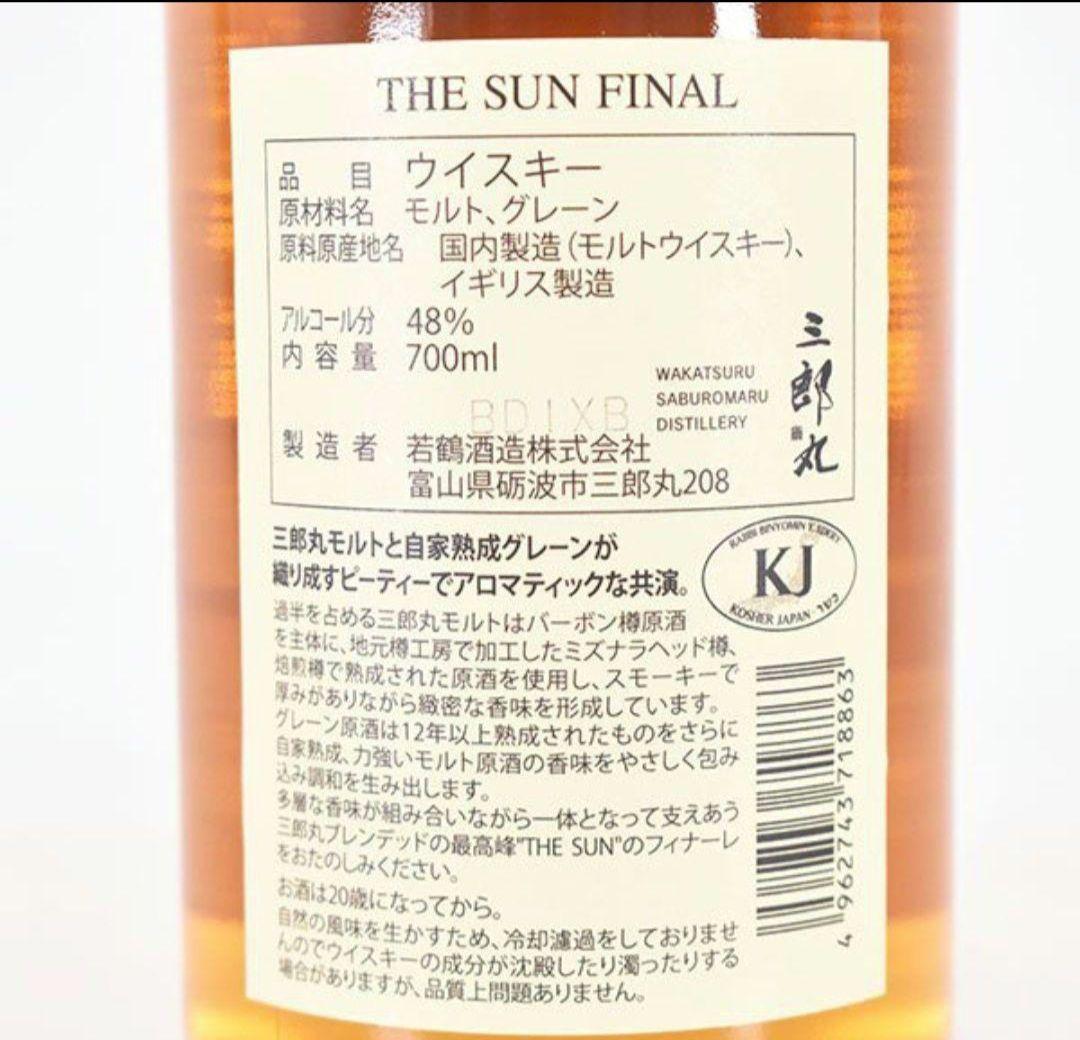 THE SUN FINAL
品目 ウイスキー
原材料名 モルト、グレーン
原料原産地名 国内製造(モルトウイスキー)、
イギリス製造
アルコール分 48%
内容量 700ml
WAKATSURU
SABUROMARU
DISTILLERY
三郎丸
BDIXB
製造者 若鶴酒造株式会社
富山県砺波市三郎丸208
三郎丸モルトと自家熟成グレーンが
織り成すピーティーでアロマティックな共演。
KJ
KOSHER JAPAN · כשר
過半を占める三郎丸モルトはバーボン樽原酒
を主体に、地元樽工房で加工したミズナラヘッド樽、
焙煎樽で熟成された原酒を使用し、スモーキーで
厚みがありながら緻密な香味を形成しています。
グレーン原酒は12年以上熟成されたものをさらに
自家熟成、力強いモルト原酒の香味をやさしく包み
込み調和を生み出します。
多層な香味が組み合いながら一体となって支えあう
三郎丸ブレンデッドの最高峰"THE SUN"のフィナーレ
をおたのしみください。
お酒は20歳になってから。
自然の風味を生かすため、冷却濾過をしておりませ
んのでウイスキーの成分が沈殿したり濁ったりする
場合がありますが、品質上問題ありません。
4 962743 718863